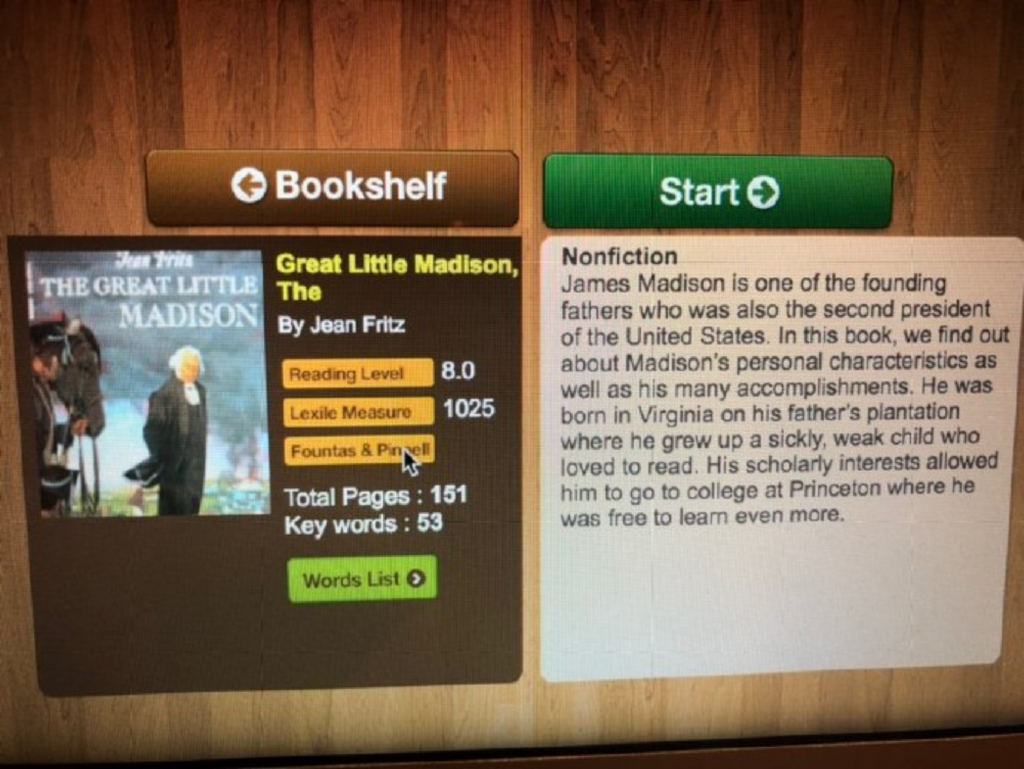 Bookshelf
Start
Jean Fritz
THE GREAT LITTLE
MADISON
Great Little Madison,
The
By Jean Fritz
Reading Level 8.0
Lexile Measure 1025
Fountas & Pinnell
Total Pages : 151
Key words : 53
Words List
Nonfiction
James Madison is one of the founding
fathers who was also the second president
of the United States. In this book, we find out
about Madison's personal characteristics as
well as his many accomplishments. He was
born in Virginia on his father's plantation
where he grew up a sickly, weak child who
loved to read. His scholarly interests allowed
him to go to college at Princeton where he
was free to learn even more.